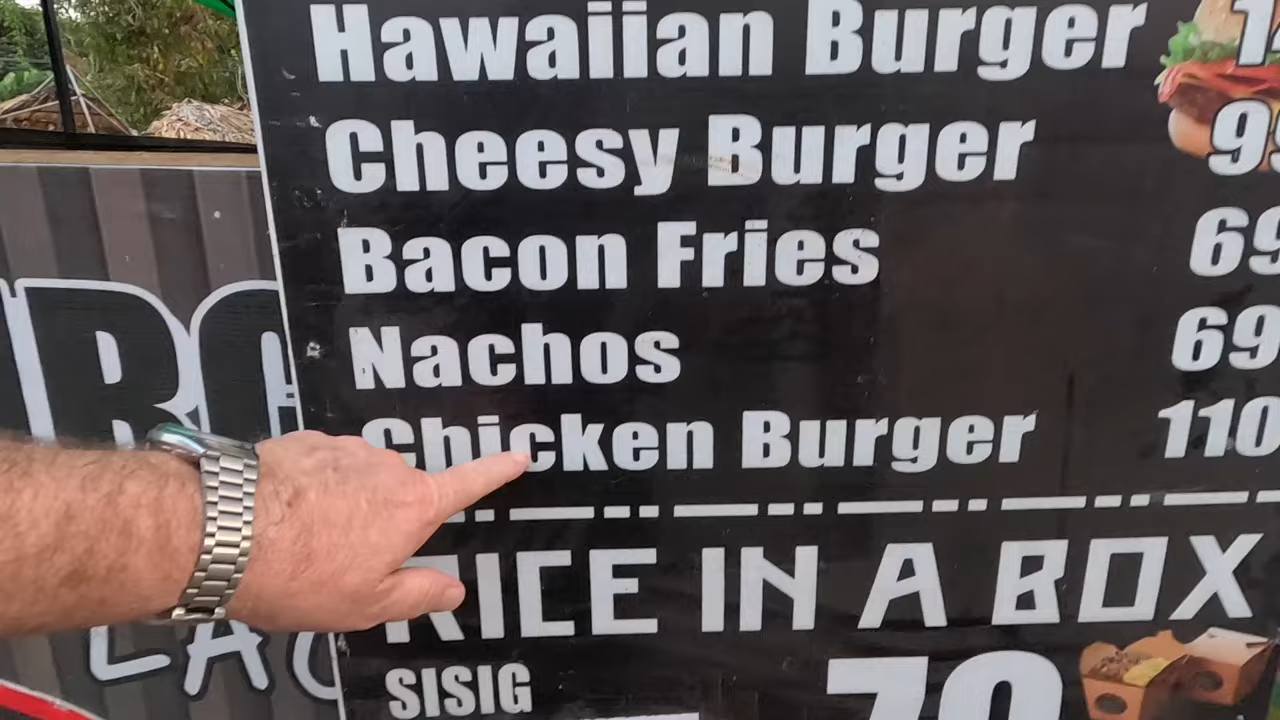 Hawaiian Burger
Cheesy Burger
Bacon Fries 69
Nachos 69
Chicken Burger 110
RICE IN A BOX
SISIG